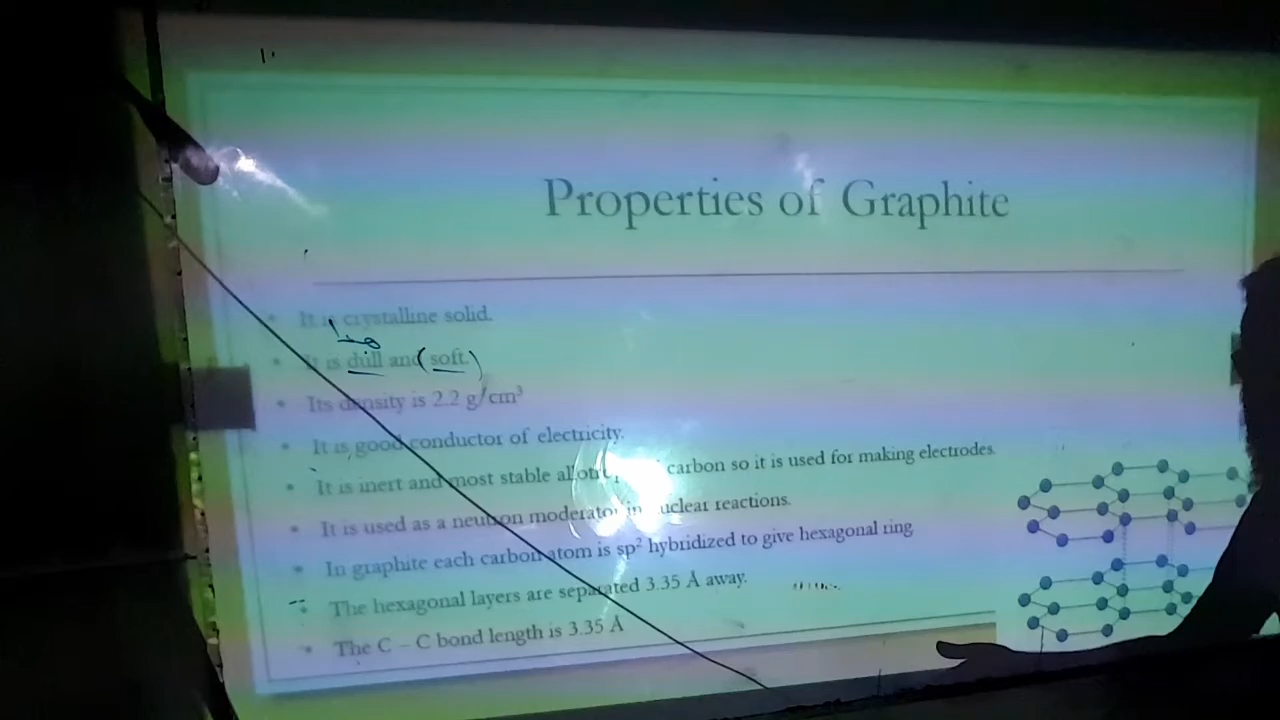 Properties of Graphite
It is crystalline solid.
It is dull and (soft.)
Its density is 2.2 g/cm³
It is good conductor of electricity.
It is inert and most stable carbon so it is used for making electrodes.
It is used as a neutron moderator in nuclear reactions.
In graphite each carbon atom is sp² hybridized to give hexagonal ring
The hexagonal layers are separated 3.35 Å away.
The C – C bond length is 3.35 Å